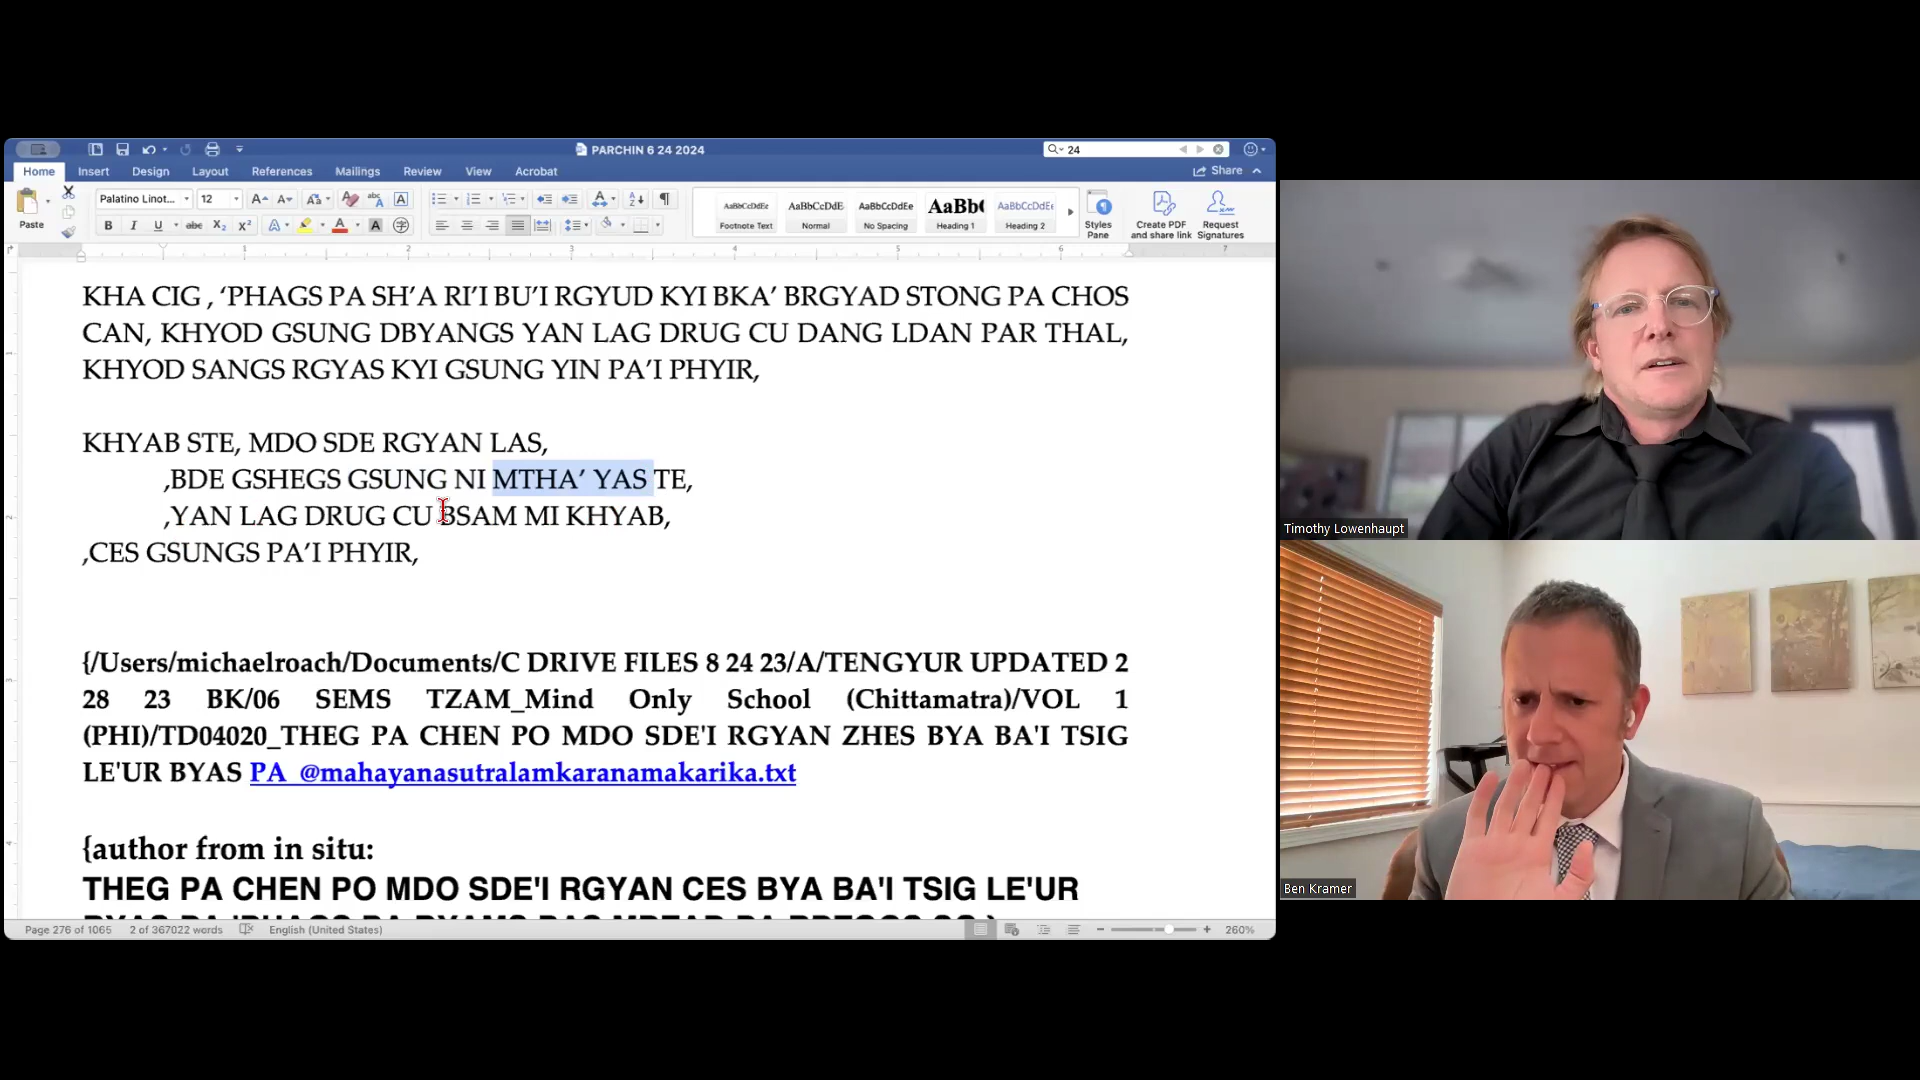 PARCHIN 6 24 2024
24
Home Insert Design Layout References Mailings Review View Acrobat
Share
Palatino Linot... 12
Paste
AaBbCcDdEe AaBbCcDdE AaBbCcDdEe AaBb( AaBbCcDdEe
Footnote Text Normal No Spacing Heading 1 Heading 2
Styles Pane
Create PDF and share link
Request Signatures
KHA CIG , ‘PHAGS PA SH’A RI’I BU’I RGYUD KYI BKA’ BRGYAD STONG PA CHOS
CAN, KHYOD GSUNG DBYANGS YAN LAG DRUG CU DANG LDAN PAR THAL,
KHYOD SANGS RGYAS KYI GSUNG YIN PA’I PHYIR,
KHYAB STE, MDO SDE RGYAN LAS,
,BDE GSHEGS GSUNG NI MTHA’ YAS TE,
,YAN LAG DRUG CU BSAM MI KHYAB,
,CES GSUNGS PA’I PHYIR,
{/Users/michaelroach/Documents/C DRIVE FILES 8 24 23/A/TENGYUR UPDATED 2
28 23 BK/06 SEMS TZAM_Mind Only School (Chittamatra)/VOL 1
(PHI)/TD04020_THEG PA CHEN PO MDO SDE'I RGYAN ZHES BYA BA'I TSIG
LE'UR BYAS PA_@mahayanasutralamkaranamakarika.txt
{author from in situ:
THEG PA CHEN PO MDO SDE'I RGYAN CES BYA BA'I TSIG LE'UR
Page 276 of 1065 2 of 367022 words English (United States) 260%
Timothy Lowenhaupt
Ben Kramer